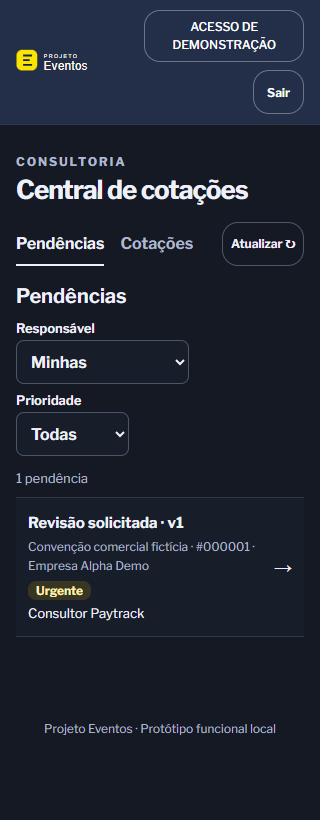 ACESSO DE
DEMONSTRAÇÃO
PROJETO
Eventos
Sair
CONSULTORIA
Central de cotações
Pendências
Cotações
Atualizar ↻
Pendências
Responsável
Minhas
Prioridade
Todas
1 pendência
Revisão solicitada · v1
Convenção comercial fictícia · #000001 ·
Empresa Alpha Demo
→
Urgente
Consultor Paytrack
Projeto Eventos · Protótipo funcional local